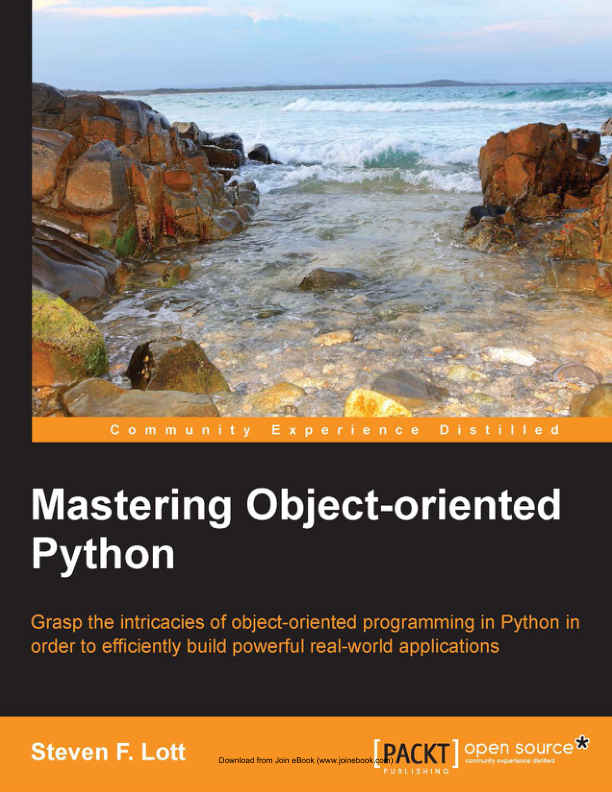 Community Experience Distilled
Mastering Object-oriented
Python
Grasp the intricacies of object-oriented programming in Python in
order to efficiently build powerful real-world applications
Steven F. Lott
Download from Join eBook (www.joinebook.com)
[PACKT] open source*
PUBLISHING community experience distilled